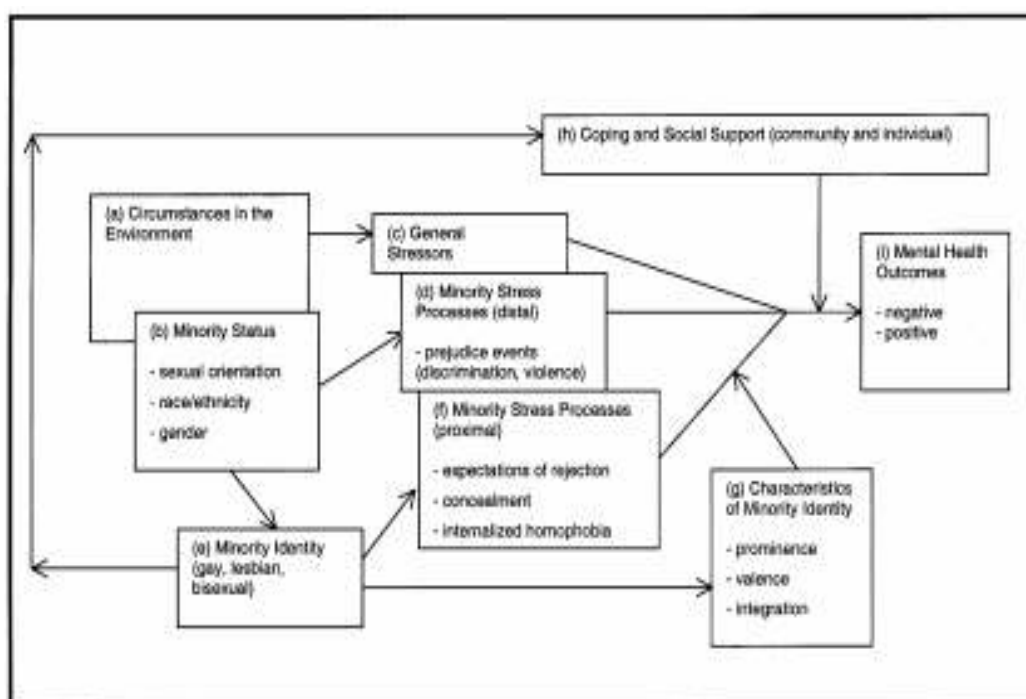 (h) Coping and Social Support (community and individual)
(a) Circumstances in the
Environment
(c) General
Stressors
(i) Mental Health
Outcomes
- negative
- positive
(d) Minority Stress
Processes (distal)
- prejudice events
(discrimination, violence)
(b) Minority Status
- sexual orientation
- race/ethnicity
- gender
(f) Minority Stress Processes
(proximal)
- expectations of rejection
- concealment
- internalized homophobia
(g) Characteristics
of Minority Identity
- prominence
- valence
- integration
(e) Minority Identity
(gay, lesbian,
bisexual)